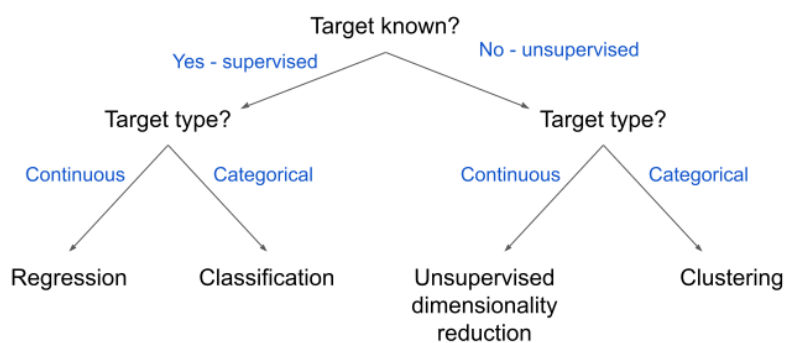 Target known?
Yes - supervised
No - unsupervised
Target type?
Target type?
Continuous
Categorical
Continuous
Categorical
Regression
Classification
Unsupervised
dimensionality
reduction
Clustering